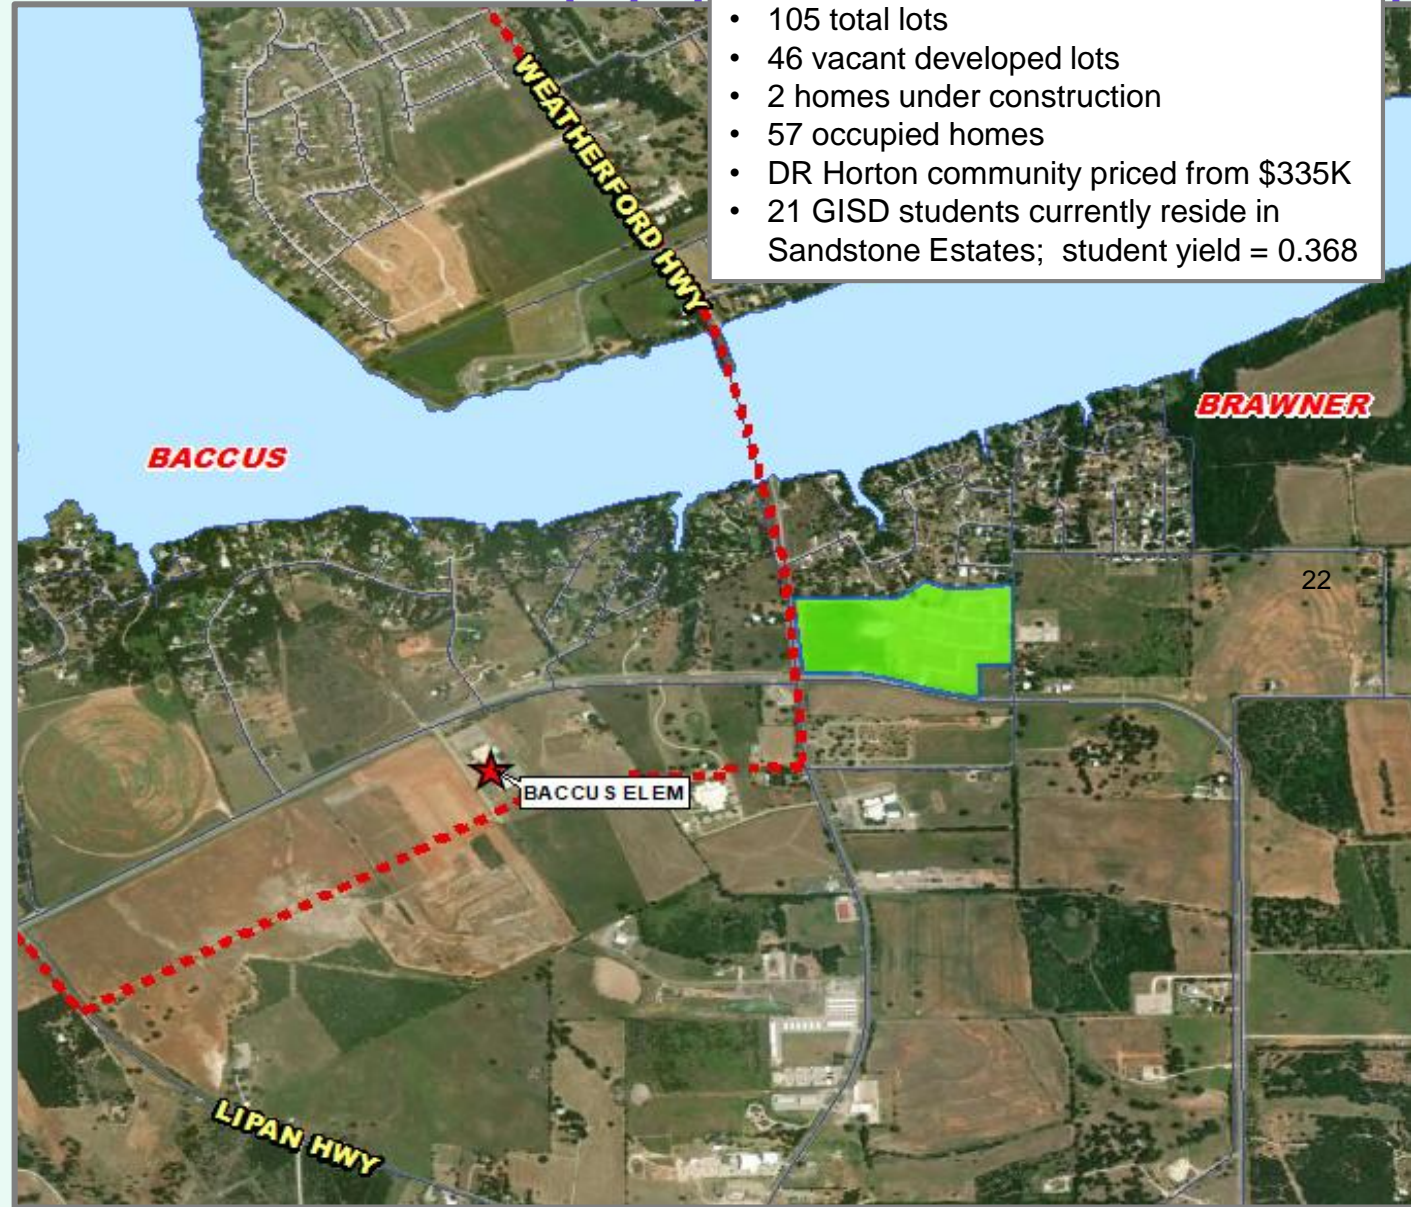 • 105 total lots
• 46 vacant developed lots
• 2 homes under construction
• 57 occupied homes
• DR Horton community priced from $335K
• 21 GISD students currently reside in
Sandstone Estates; student yield = 0.368
WEATHERFORD HWY
BRAWNER
BACCUS
22
BACCUS ELEM
LIPAN HWY